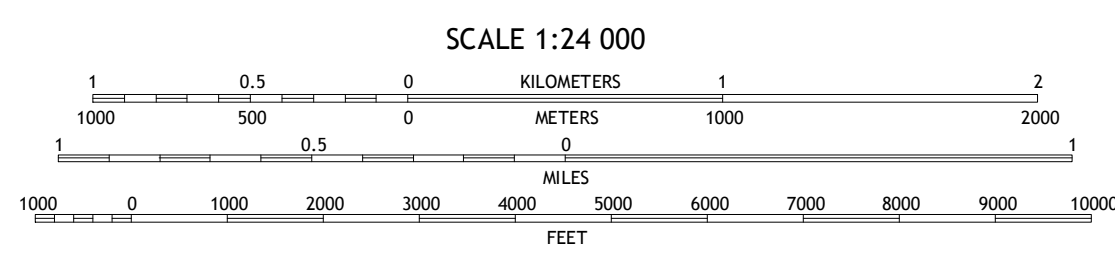 SCALE 1:24 000
1 0.5 0 KILOMETERS 1 2
1000 500 0 METERS 1000 2000
1 0.5 0 1
MILES
1000 0 1000 2000 3000 4000 5000 6000 7000 8000 9000 10000
FEET